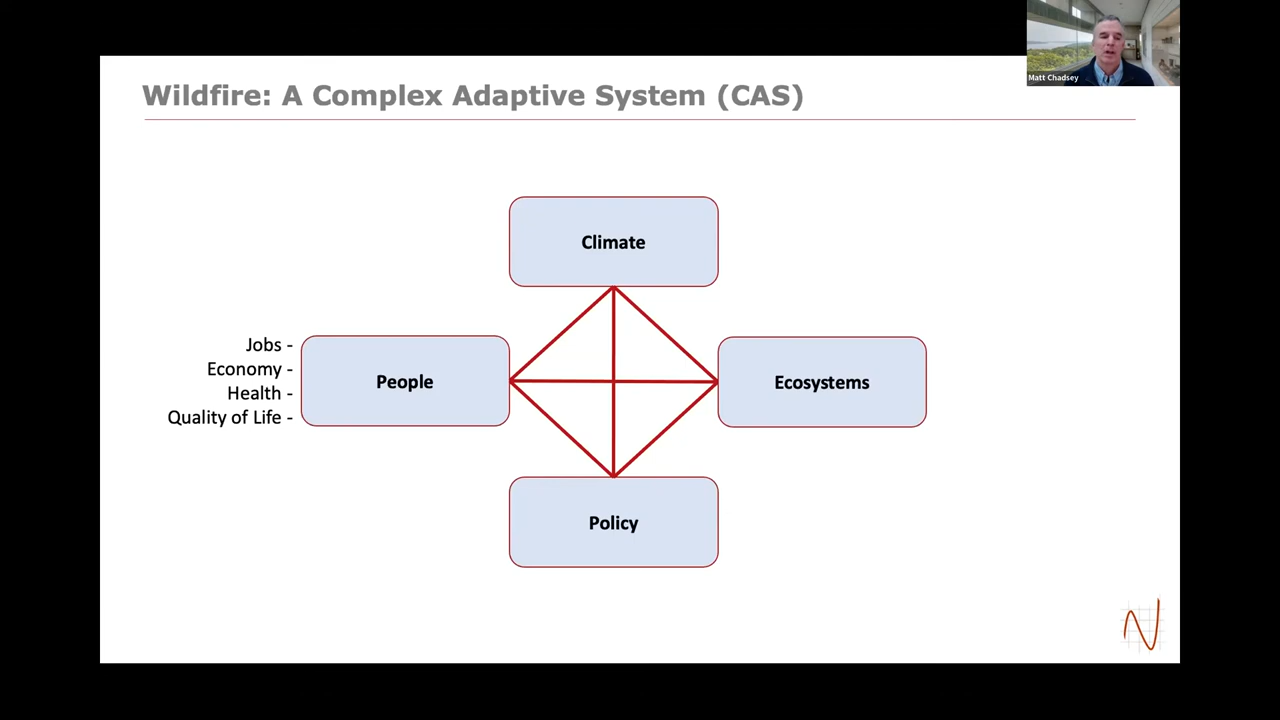 Matt Chadsey
Wildfire: A Complex Adaptive System (CAS)
Climate
Jobs -
Economy -
Health -
Quality of Life -
People
Ecosystems
Policy